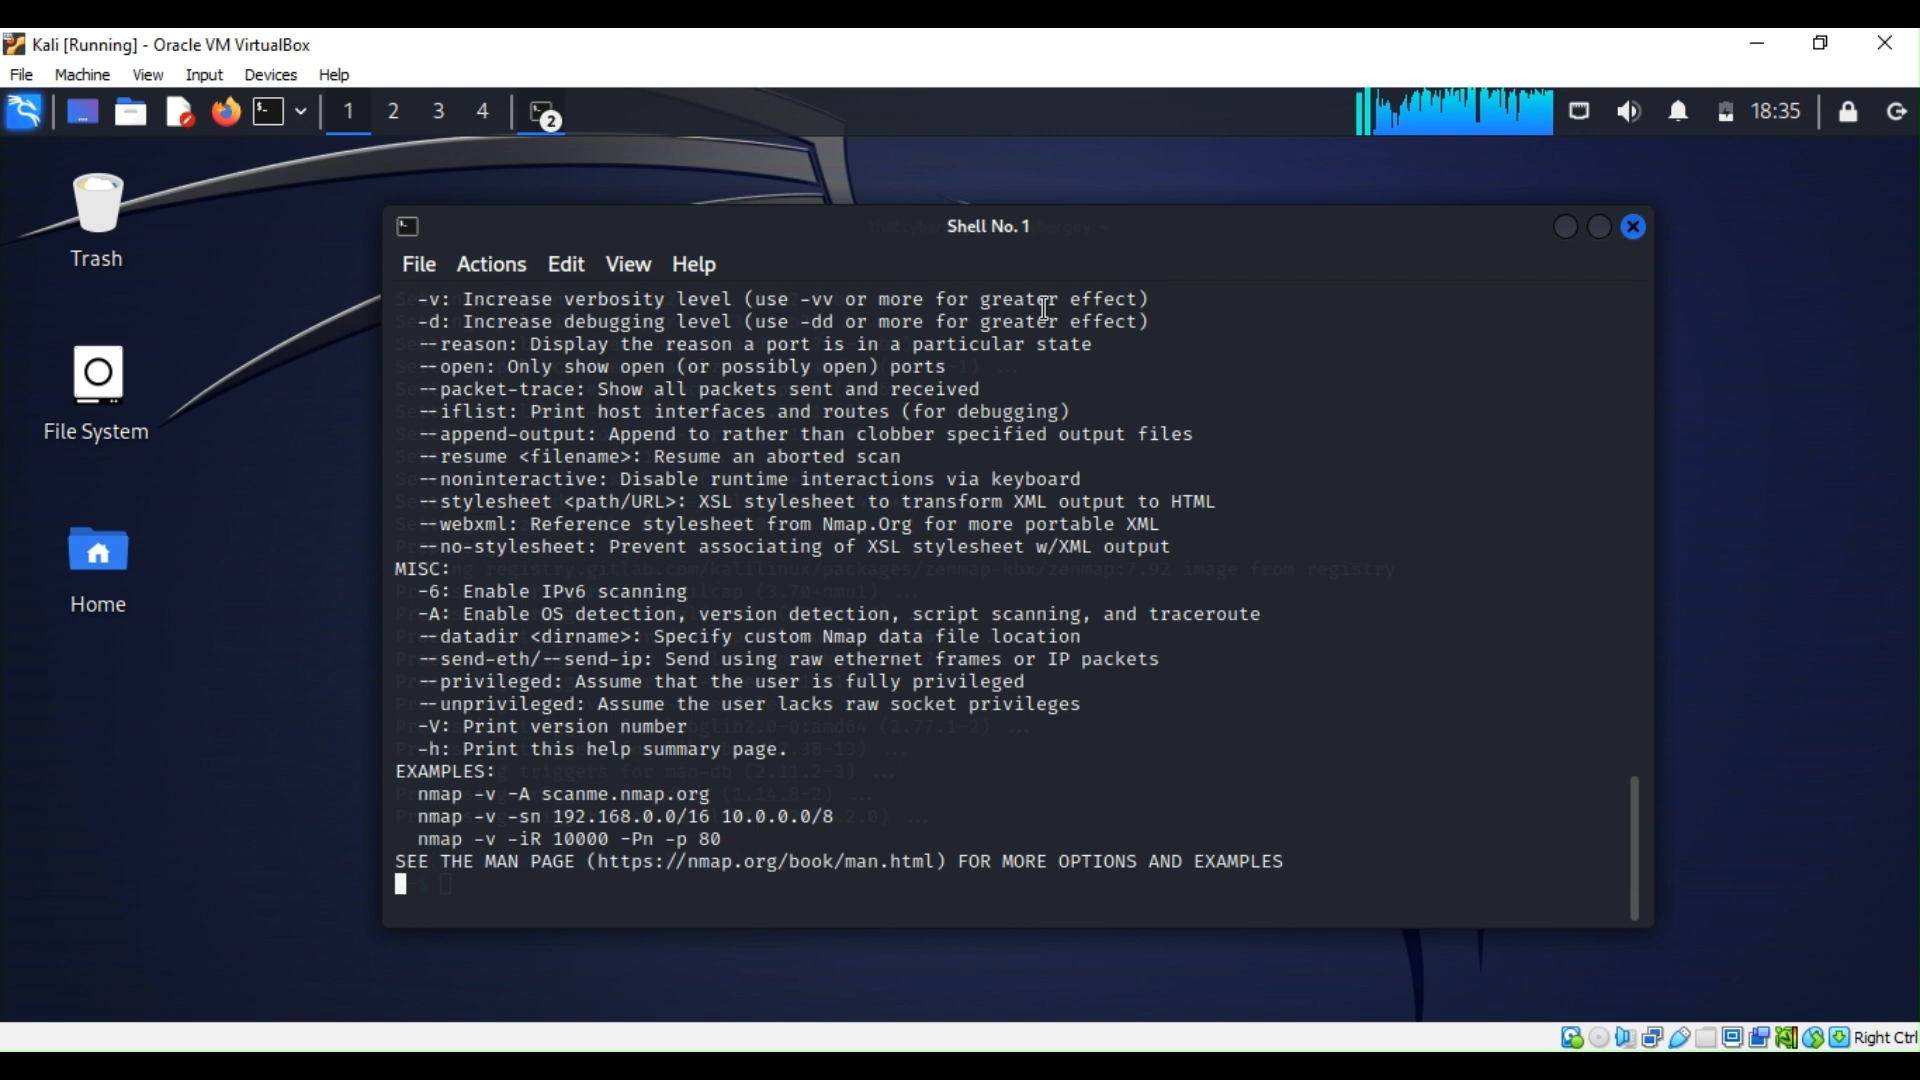 Kali [Running] - Oracle VM VirtualBox
File Machine View Input Devices Help
1 2 3 4 2 18:35
Trash
File System
Home
Shell No. 1
File Actions Edit View Help
-v: Increase verbosity level (use -vv or more for greater effect)
-d: Increase debugging level (use -dd or more for greater effect)
--reason: Display the reason a port is in a particular state
--open: Only show open (or possibly open) ports
--packet-trace: Show all packets sent and received
--iflist: Print host interfaces and routes (for debugging)
--append-output: Append to rather than clobber specified output files
--resume <filename>: Resume an aborted scan
--noninteractive: Disable runtime interactions via keyboard
--stylesheet <path/URL>: XSL stylesheet to transform XML output to HTML
--webxml: Reference stylesheet from Nmap.Org for more portable XML
--no-stylesheet: Prevent associating of XSL stylesheet w/XML output
MISC:
-6: Enable IPv6 scanning
-A: Enable OS detection, version detection, script scanning, and traceroute
--datadir <dirname>: Specify custom Nmap data file location
--send-eth/--send-ip: Send using raw ethernet frames or IP packets
--privileged: Assume that the user is fully privileged
--unprivileged: Assume the user lacks raw socket privileges
-V: Print version number
-h: Print this help summary page.
EXAMPLES:
nmap -v -A scanme.nmap.org
nmap -v -sn 192.168.0.0/16 10.0.0.0/8
nmap -v -iR 10000 -Pn -p 80
SEE THE MAN PAGE (https://nmap.org/book/man.html) FOR MORE OPTIONS AND EXAMPLES
Right Ctrl